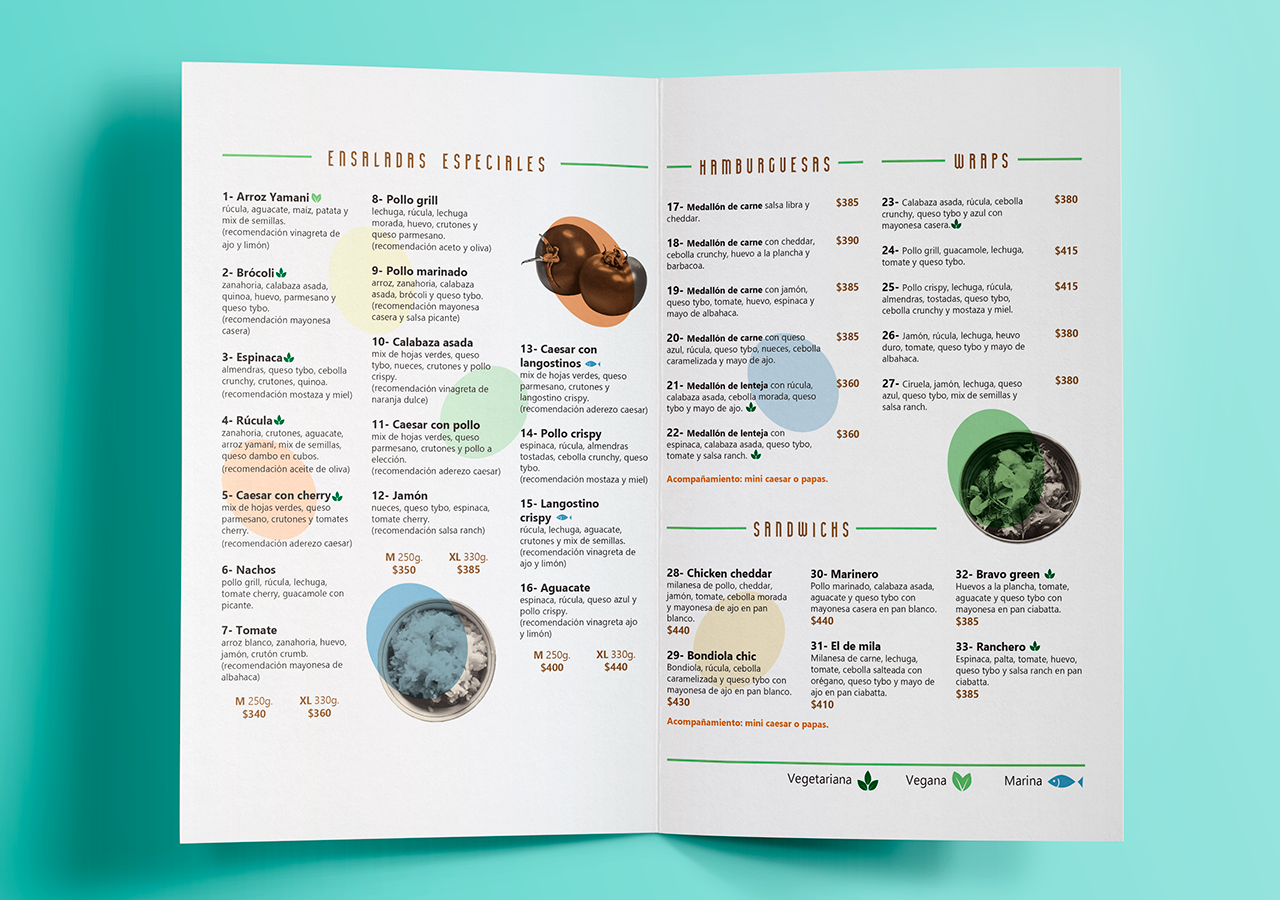 ENSALADAS ESPECIALES
1- Arroz Yamani
rúcula, aguacate, maíz, patata y
mix de semillas.
(recomendación vinagreta de
ajo y limón)
2- Brócoli
zanahoria, calabaza asada,
quinoa, huevo, parmesano y
queso tybo.
(recomendación mayonesa
casera)
3- Espinaca
almendras, queso tybo, cebolla
crunchy, crutones, quinoa.
(recomendación mostaza y miel)
4- Rúcula
zanahoria, crutones, aguacate,
arroz yamaní, mix de semillas,
queso dambo en cubos.
(recomendación aceite de oliva)
5- Caesar con cherry
mix de hojas verdes, queso
parmesano, crutones y tomates
cherry.
(recomendación aderezo caesar)
6- Nachos
pollo grill, rúcula, lechuga,
tomate cherry, guacamole con
picante.
7- Tomate
arroz blanco, zanahoria, huevo,
jamón, crutón crumb.
(recomendación mayonesa de
albahaca)
M 250g. XL 330g.
$340 $360
8- Pollo grill
lechuga, rúcula, lechuga
morada, huevo, crutones y
queso parmesano.
(recomendación aceto y oliva)
9- Pollo marinado
arroz, zanahoria, calabaza
asada, brócoli y queso tybo.
(recomendación mayonesa
casera y salsa picante)
10- Calabaza asada
mix de hojas verdes, queso
tybo, nueces, crutones y pollo
crispy.
(recomendación vinagreta de
naranja dulce)
11- Caesar con pollo
mix de hojas verdes, queso
parmesano, crutones y pollo a
elección.
(recomendación aderezo caesar)
12- Jamón
nueces, queso tybo, espinaca,
tomate cherry.
(recomendación salsa ranch)
M 250g. XL 330g.
$350 $385
13- Caesar con
langostinos
mix de hojas verdes, queso
parmesano, crutones y
langostino crispy.
(recomendación aderezo caesar)
14- Pollo crispy
espinaca, rúcula, almendras
tostadas, cebolla crunchy, queso
tybo.
(recomendación mostaza y miel)
15- Langostino
crispy
rúcula, lechuga, aguacate,
crutones y mix de semillas.
(recomendación vinagreta de
ajo y limón)
16- Aguacate
espinaca, rúcula, queso azul y
pollo crispy.
(recomendación vinagreta ajo
y limón)
M 250g. XL 330g.
$400 $440
HAMBURGUESAS
17- Medallón de carne salsa libra y $385
cheddar.
18- Medallón de carne con cheddar, $390
cebolla crunchy, huevo a la plancha y
barbacoa.
19- Medallón de carne con jamón, $385
queso tybo, tomate, huevo, espinaca y
mayo de albahaca.
20- Medallón de carne con queso $385
azul, rúcula, queso tybo, nueces, cebolla
caramelizada y mayo de ajo.
21- Medallón de lenteja con rúcula, $360
calabaza asada, cebolla morada, queso
tybo y mayo de ajo.
22- Medallón de lenteja con $360
espinaca, calabaza asada, queso tybo,
tomate y salsa ranch.
Acompañamiento: mini caesar o papas.
WRAPS
23- Calabaza asada, rúcula, cebolla $380
crunchy, queso tybo y azul con
mayonesa casera.
24- Pollo grill, guacamole, lechuga, $415
tomate y queso tybo.
25- Pollo crispy, lechuga, rúcula, $415
almendras, tostadas, queso tybo,
cebolla crunchy y mostaza y miel.
26- Jamón, rúcula, lechuga, heuvo $380
duro, tomate, queso tybo y mayo de
albahaca.
27- Ciruela, jamón, lechuga, queso $380
azul, queso tybo, mix de semillas y
salsa ranch.
SANDWICHS
28- Chicken cheddar
milanesa de pollo, cheddar,
jamón, tomate, cebolla morada
y mayonesa de ajo en pan
blanco.
$440
29- Bondiola chic
Bondiola, rúcula, cebolla
caramelizada y queso tybo con
mayonesa de ajo en pan blanco.
$430
30- Marinero
Pollo marinado, calabaza asada,
aguacate y queso tybo con
mayonesa casera en pan blanco.
$440
31- El de mila
Milanesa de carne, lechuga,
tomate, cebolla salteada con
orégano, queso tybo y mayo de
ajo en pan ciabatta.
$410
32- Bravo green
Huevos a la plancha, tomate,
aguacate y queso tybo con
mayonesa en pan ciabatta.
$385
33- Ranchero
Espinaca, palta, tomate, huevo,
queso tybo y salsa ranch en pan
ciabatta.
$385
Acompañamiento: mini caesar o papas.
Vegetariana Vegana Marina